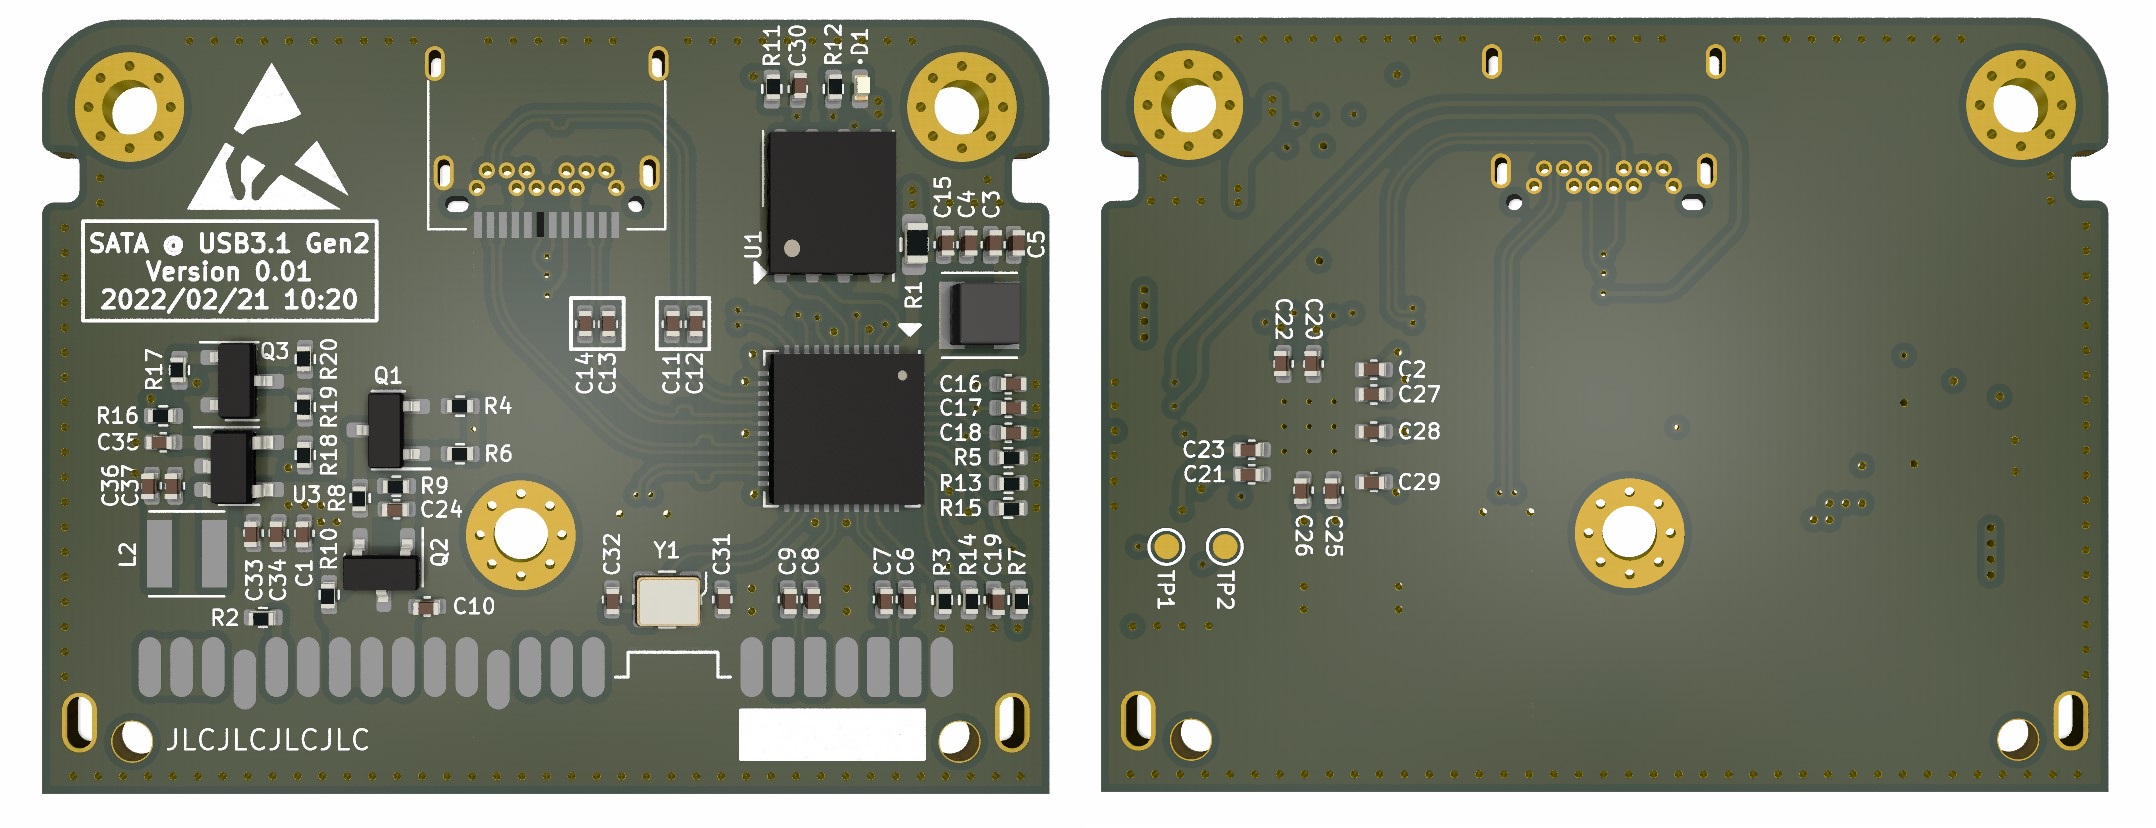 R11
C30
R12
D1
SATA @ USB3.1 Gen2
Version 0.01
2022/02/21 10:20
U1
C15
C4
C3
C5
R1
C14
C13
C11
C12
R17
Q3
R20
Q1
R16
R19
R4
C35
R18
R6
C36
C37
U3
R8
R9
C24
L2
C33
C34
C1
R10
Q2
R2
C10
C16
C17
C18
R5
R13
R15
C32
Y1
C31
C9
C8
C7
C6
R3
R14
C19
R7
JLCJLCJLCJLC
C22
C20
C2
C27
C28
C23
C21
C29
C26
C25
TP1
TP2